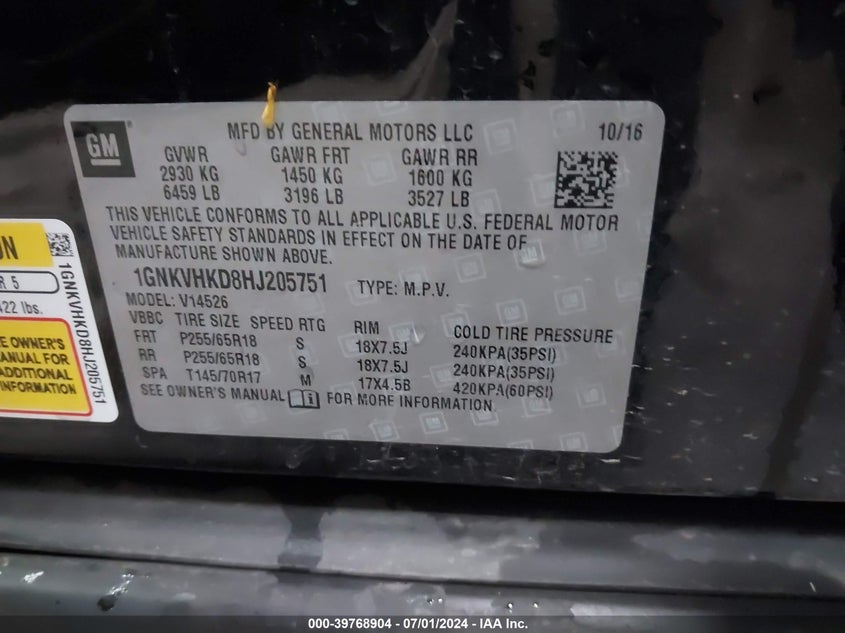 GM
MFD BY GENERAL MOTORS LLC 10/16
GVWR GAWR FRT GAWR RR
2930 KG 1450 KG 1600 KG
6459 LB 3196 LB 3527 LB
THIS VEHICLE CONFORMS TO ALL APPLICABLE U.S. FEDERAL MOTOR
VEHICLE SAFETY STANDARDS IN EFFECT ON THE DATE OF
MANUFACTURE SHOWN ABOVE.
1GNKVHKD8HJ205751 TYPE: M.P.V.
MODEL: V14526
VBBC TIRE SIZE SPEED RTG RIM COLD TIRE PRESSURE
FRT P255/65R18 S 18X7.5J 240KPA(35PSI)
RR P255/65R18 S 18X7.5J 240KPA(35PSI)
SPA T145/70R17 M 17X4.5B 420KPA(60PSI)
SEE OWNER'S MANUAL FOR MORE INFORMATION
R 5
422 lbs.
E OWNER'S
MANUAL FOR
ADDITIONAL
INFORMATION
1GNKVHKD8HJ205751
000-39768904 - 07/01/2024 - IAA Inc.